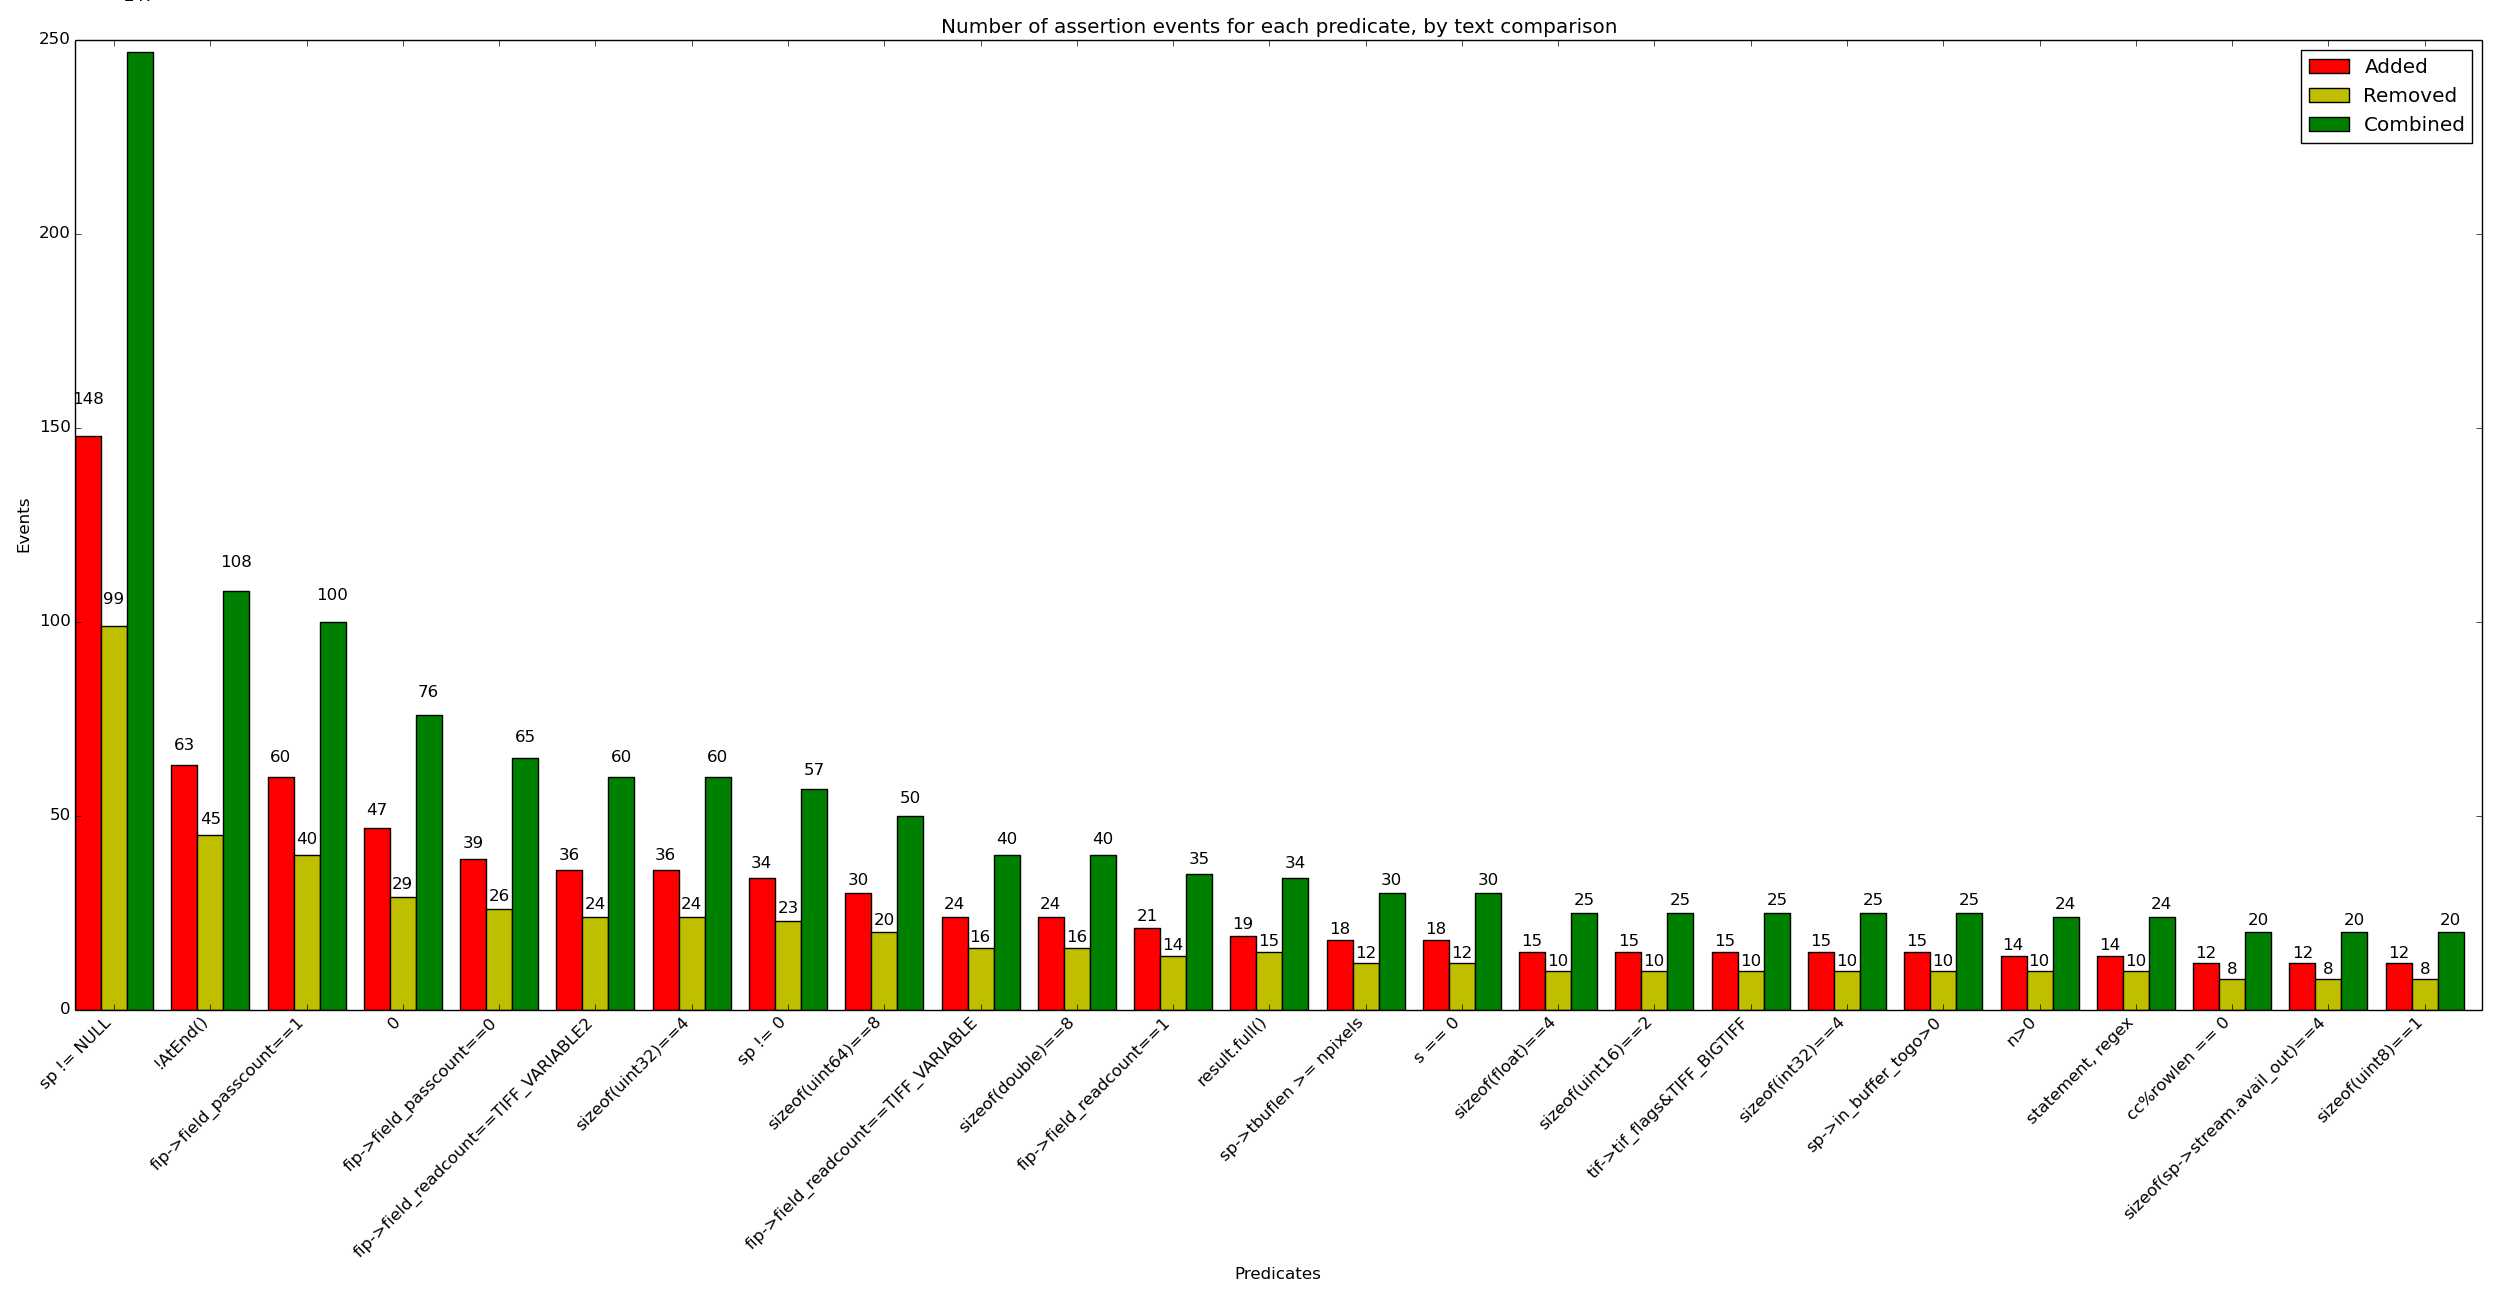 Number of assertion events for each predicate, by text comparison
Added
Removed
Combined
250
200
150
100
50
0
Events
148
99
63
45
108
60
40
100
47
29
76
39
26
65
36
24
60
36
24
60
34
23
57
30
20
50
24
16
40
24
16
40
21
14
35
19
15
34
18
12
30
18
12
30
15
10
25
15
10
25
15
10
25
15
10
25
15
10
25
14
10
24
14
10
24
12
8
20
12
8
20
12
8
20
sp != NULL
!AtEnd()
fip->field_passcount==1
0
fip->field_passcount==0
fip->field_readcount==TIFF_VARIABLE2
sizeof(uint32)==4
sp != 0
sizeof(uint64)==8
fip->field_readcount==TIFF_VARIABLE
sizeof(double)==8
fip->field_readcount==1
result.full()
sp->tbuflen >= npixels
s == 0
sizeof(float)==4
sizeof(uint16)==2
tif->tif_flags&TIFF_BIGTIFF
sizeof(int32)==4
sp->in_buffer_togo>0
n>0
statement, regex
cc%rowlen == 0
sizeof(sp->stream.avail_out)==4
sizeof(uint8)==1
Predicates